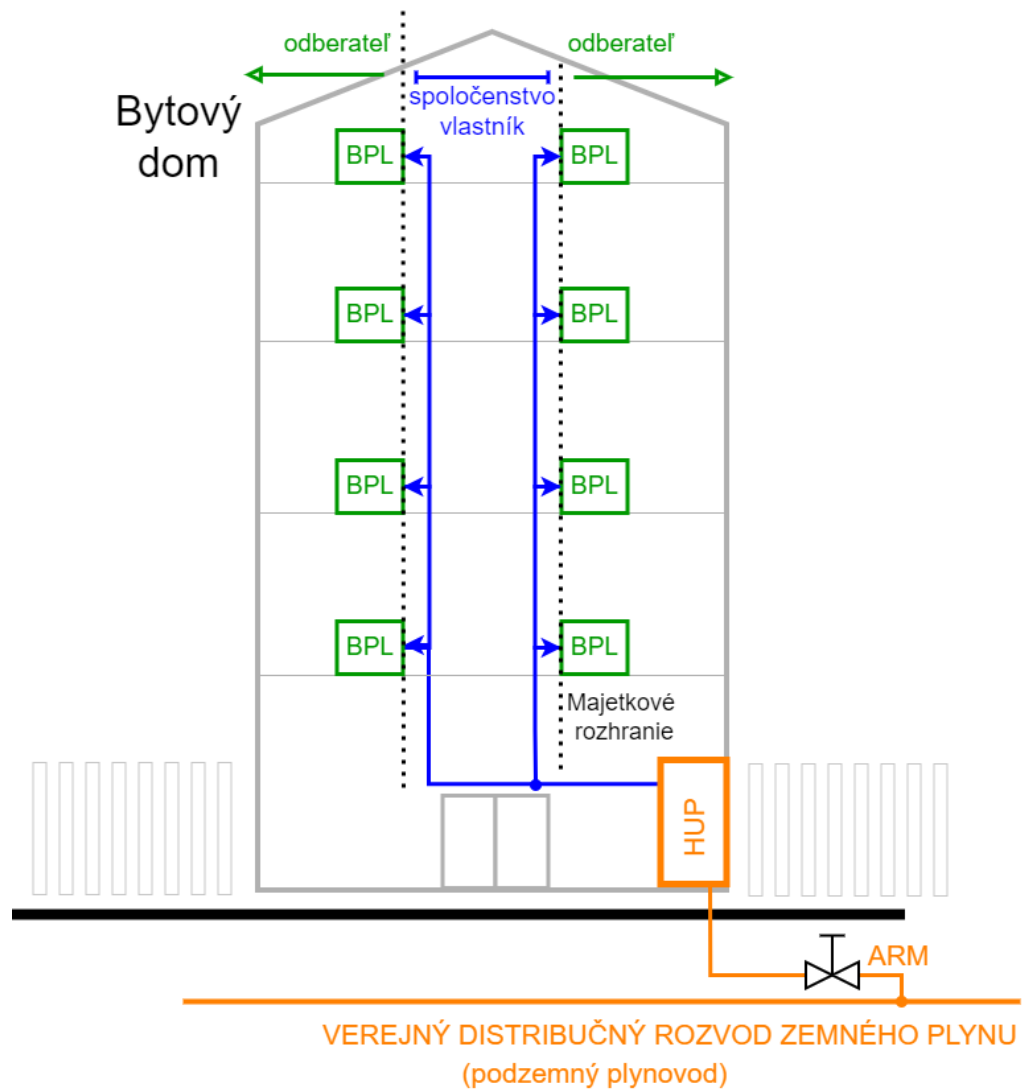 odberateľ
odberateľ
spoločenstvo
vlastník
Bytový
dom
BPL
BPL
BPL
BPL
BPL
BPL
BPL
BPL
Majetkové
rozhranie
HUP
ARM
VEREJNÝ DISTRIBUČNÝ ROZVOD ZEMNÉHO PLYNU
(podzemný plynovod)